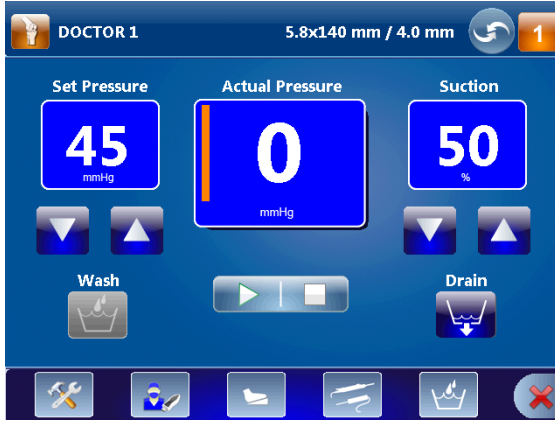 DOCTOR 1 5.8x140 mm / 4.0 mm 1
Set Pressure Actual Pressure Suction
45 0 50
mmHg mmHg %
Wash Drain